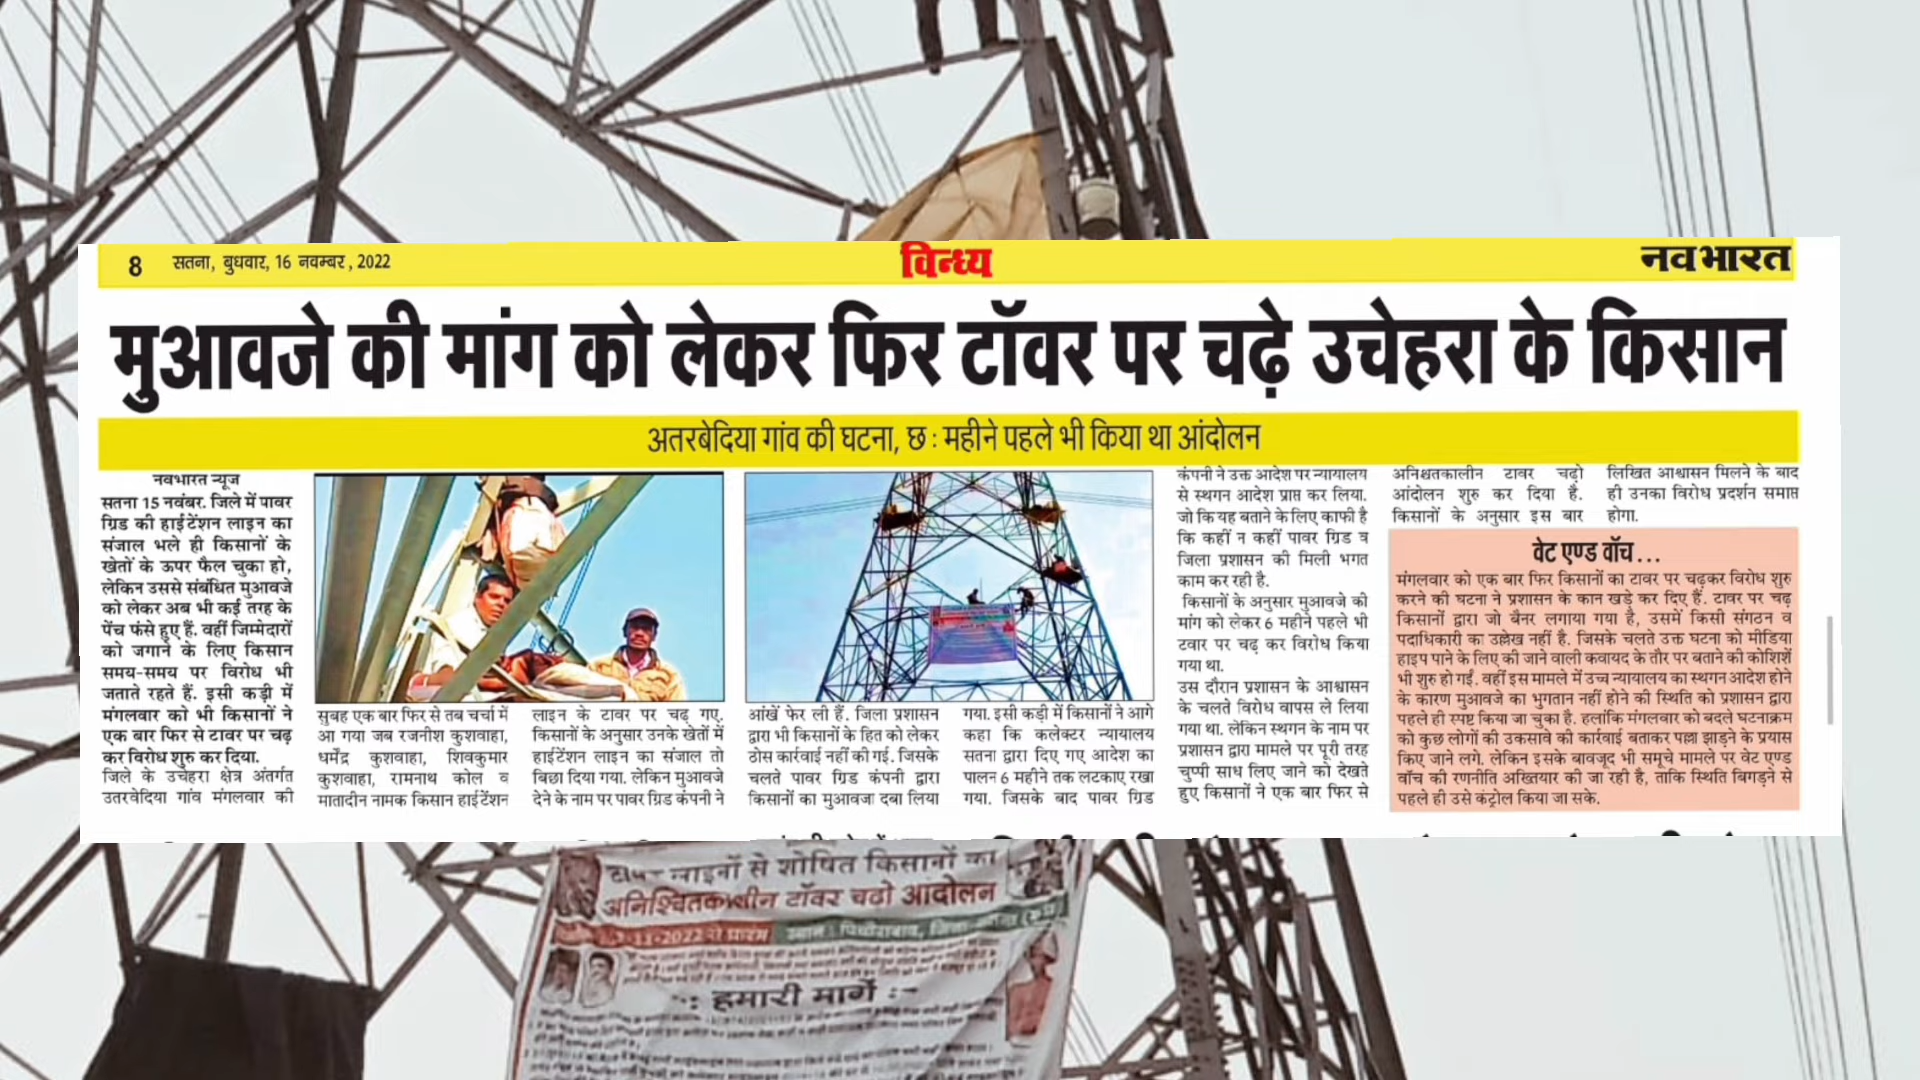 8 सतना, बुधवार, 16 नवम्बर, 2022
विन्ध्य
नवभारत
मुआवजे की मांग को लेकर फिर टॉवर पर चढ़े उचेहरा के किसान
अतरबेदिया गांव की घटना, छ: महीने पहले भी किया था आंदोलन
नवभारत न्यूज
सतना 15 नवंबर. जिले में पावर
ग्रिड की हाईटेंशन लाइन का
संजाल भले ही किसानों के
खेतों के ऊपर फैल चुका हो,
लेकिन उससे संबंधित मुआवजे
को लेकर अब भी कई तरह के
पेंच फंसे हुए हैं. वहीं जिम्मेदारों
को जगाने के लिए किसान
समय-समय पर विरोध भी
जताते रहते हैं. इसी कड़ी में
मंगलवार को भी किसानों ने
एक बार फिर से टावर पर चढ़
कर विरोध शुरु कर दिया.
जिले के उचेहरा क्षेत्र अंतर्गत
उतरवेदिया गांव मंगलवार की
सुबह एक बार फिर से तब चर्चा में
आ गया जब रजनीश कुशवाहा,
धर्मेंद्र कुशवाहा, शिवकुमार
कुशवाहा, रामनाथ कोल व
मातादीन नामक किसान हाईटेंशन
लाइन के टावर पर चढ़ गए.
किसानों के अनुसार उनके खेतों में
हाईटेंशन लाइन का संजाल तो
बिछा दिया गया. लेकिन मुआवजे
देने के नाम पर पावर ग्रिड कंपनी ने
आंखें फेर ली हैं. जिला प्रशासन
द्वारा भी किसानों के हित को लेकर
ठोस कार्रवाई नहीं की गई. जिसके
चलते पावर ग्रिड कंपनी द्वारा
किसानों का मुआवजा दबा लिया
गया. इसी कड़ी में किसानों ने आगे
कहा कि कलेक्टर न्यायालय
सतना द्वारा दिए गए आदेश का
पालन 6 महीने तक लटकाए रखा
गया. जिसके बाद पावर ग्रिड
कंपनी ने उक्त आदेश पर न्यायालय
से स्थगन आदेश प्राप्त कर लिया.
जो कि यह बताने के लिए काफी है
कि कहीं न कहीं पावर ग्रिड व
जिला प्रशासन की मिली भगत
काम कर रही है.
किसानों के अनुसार मुआवजे की
मांग को लेकर 6 महीने पहले भी
टवार पर चढ़ कर विरोध किया
गया था.
उस दौरान प्रशासन के आश्वासन
के चलते विरोध वापस ले लिया
गया था. लेकिन स्थगन के नाम पर
प्रशासन द्वारा मामले पर पूरी तरह
चुप्पी साध लिए जाने को देखते
हुए किसानों ने एक बार फिर से
अनिश्चतकालीन टावर चढ़ो
आंदोलन शुरु कर दिया है.
किसानों के अनुसार इस बार
लिखित आश्वासन मिलने के बाद
ही उनका विरोध प्रदर्शन समाप्त
होगा.
वेट एण्ड वॉच...
मंगलवार को एक बार फिर किसानों का टावर पर चढ़कर विरोध शुरु
करने की घटना ने प्रशासन के कान खडे कर दिए हैं. टावर पर चढ़
किसानों द्वारा जो बैनर लगाया गया है, उसमें किसी संगठन व
पदाधिकारी का उल्लेख नहीं है. जिसके चलते उक्त घटना को मीडिया
हाइप पाने के लिए की जाने वाली कवायद के तौर पर बताने की कोशिशें
भी शुरु हो गईं. वहीं इस मामले में उच्च न्यायालय का स्थगन आदेश होने
के कारण मुआवजे का भुगतान नहीं होने की स्थिति को प्रशासन द्वारा
पहले ही स्पष्ट किया जा चुका है. हलांकि मंगलवार को बदले घटनाक्रम
को कुछ लोगों की उकसावे की कार्रवाई बताकर पल्ला झाड़ने के प्रयास
किए जाने लगे. लेकिन इसके बावजूद भी समूचे मामले पर वेट एण्ड
वॉच की रणनीति अख्तियार की जा रही है, ताकि स्थिति बिगड़ने से
पहले ही उसे कंट्रोल किया जा सके.
लाइनों से शोषित किसानों का
अनिश्चितकालीन टॉवर चढो आंदोलन
हमारी मांगें